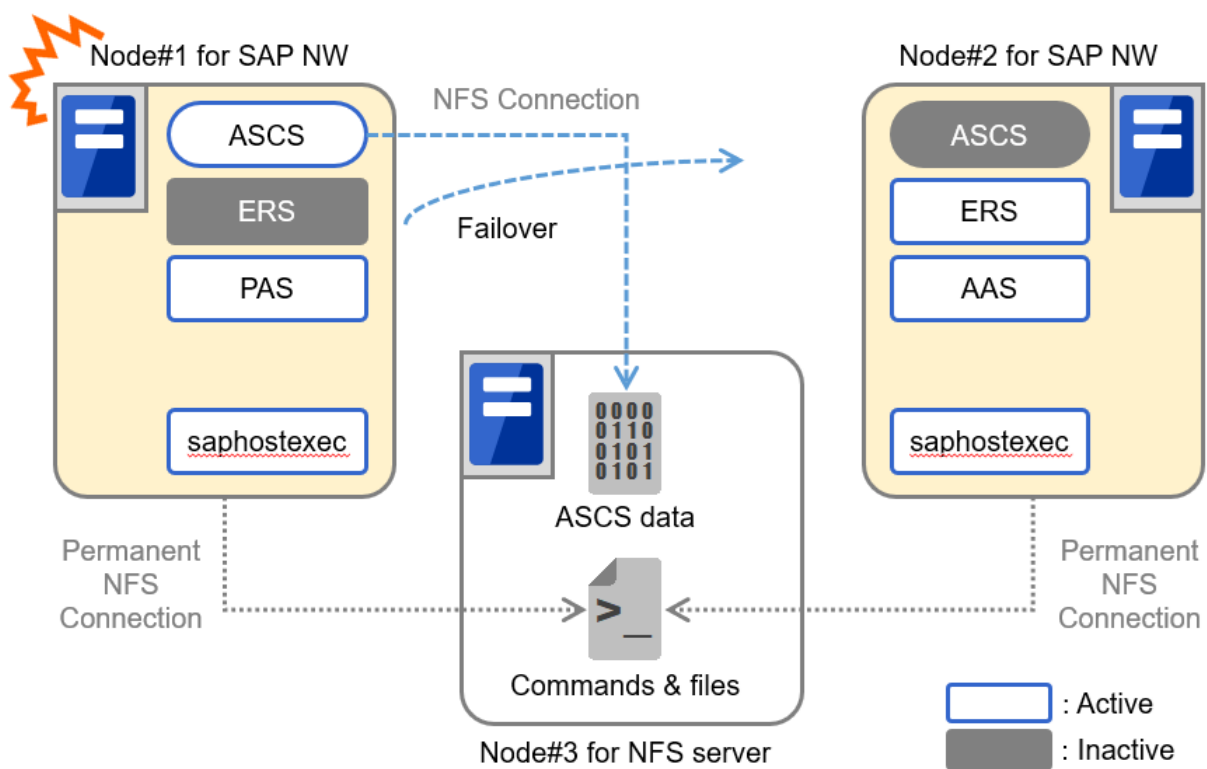 Node#1 for SAP NW
Node#2 for SAP NW
NFS Connection
ASCS
ERS
PAS
saphostexec
Failover
ASCS
ERS
AAS
saphostexec
0000
0110
0101
0101
ASCS data
Permanent
NFS
Connection
>_
Commands & files
Permanent
NFS
Connection
Node#3 for NFS server
: Active
: Inactive